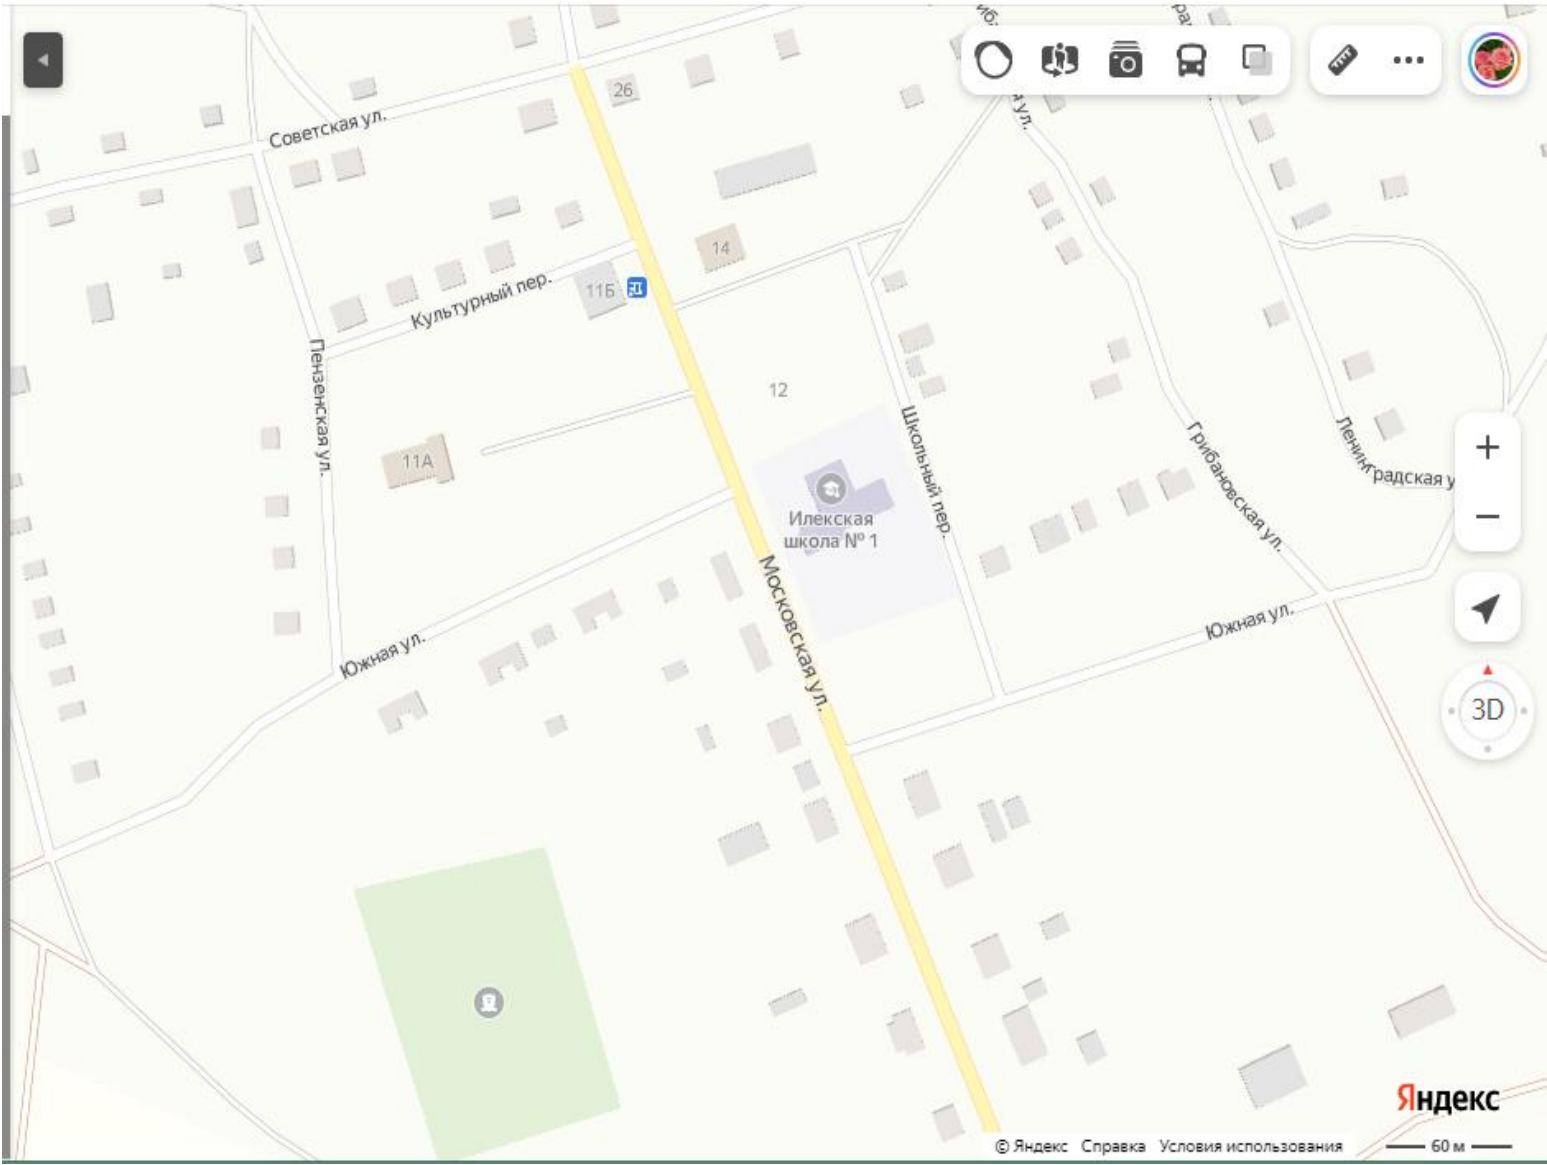 26
Советская ул.
14
11Б
Культурный пер.
Пензенская ул.
12
Школьный пер.
11А
Илекская
школа № 1
Грибановская ул.
Ленинградская у
Московская ул.
Южная ул.
Южная ул.
я ул.
+
−
3D
Яндекс
© Яндекс Справка Условия использования
60 м